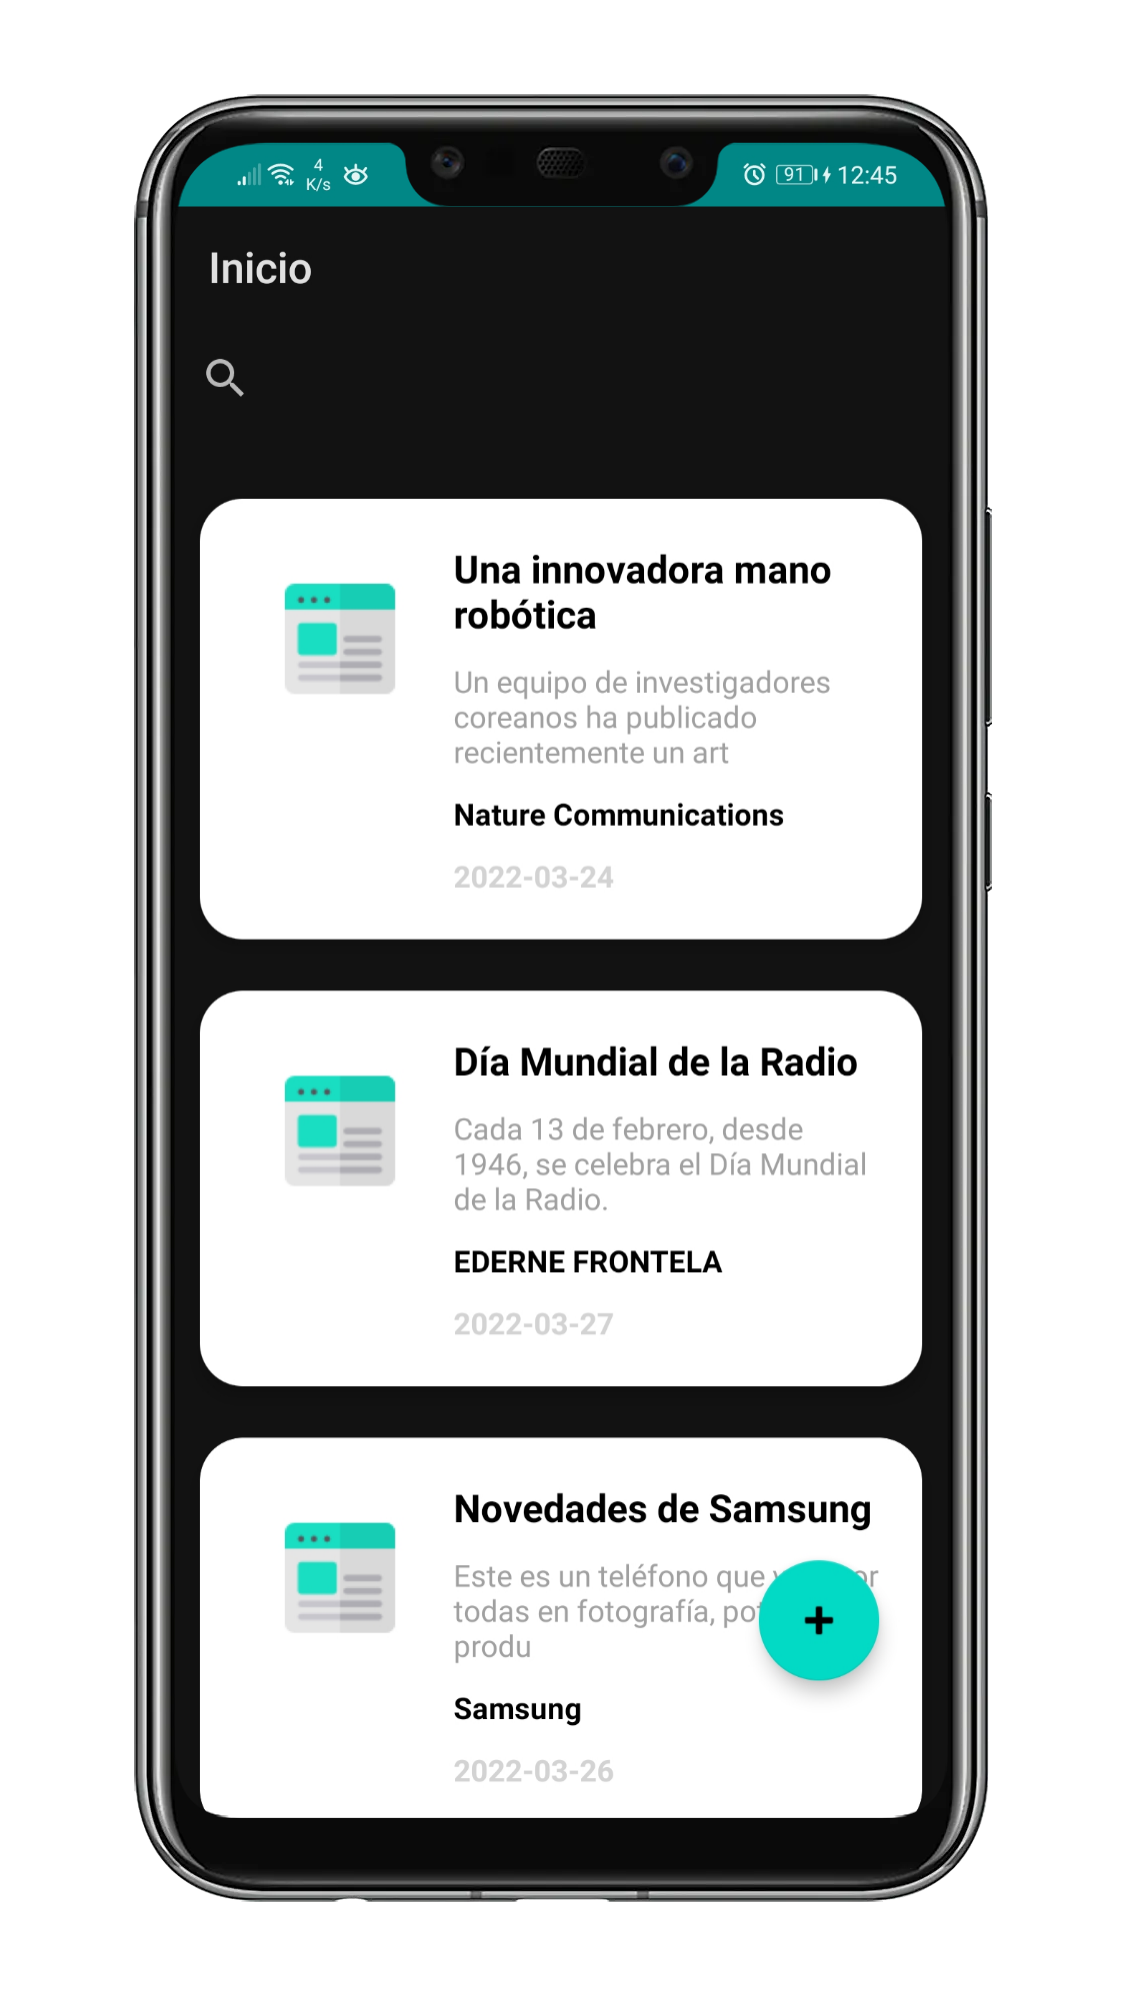 4
K/s
91
12:45
Inicio
Una innovadora mano
robótica
Un equipo de investigadores
coreanos ha publicado
recientemente un art
Nature Communications
2022-03-24
Día Mundial de la Radio
Cada 13 de febrero, desde
1946, se celebra el Día Mundial
de la Radio.
EDERNE FRONTELA
2022-03-27
Novedades de Samsung
Este es un teléfono que
todas en fotografía,
produ
Samsung
2022-03-26